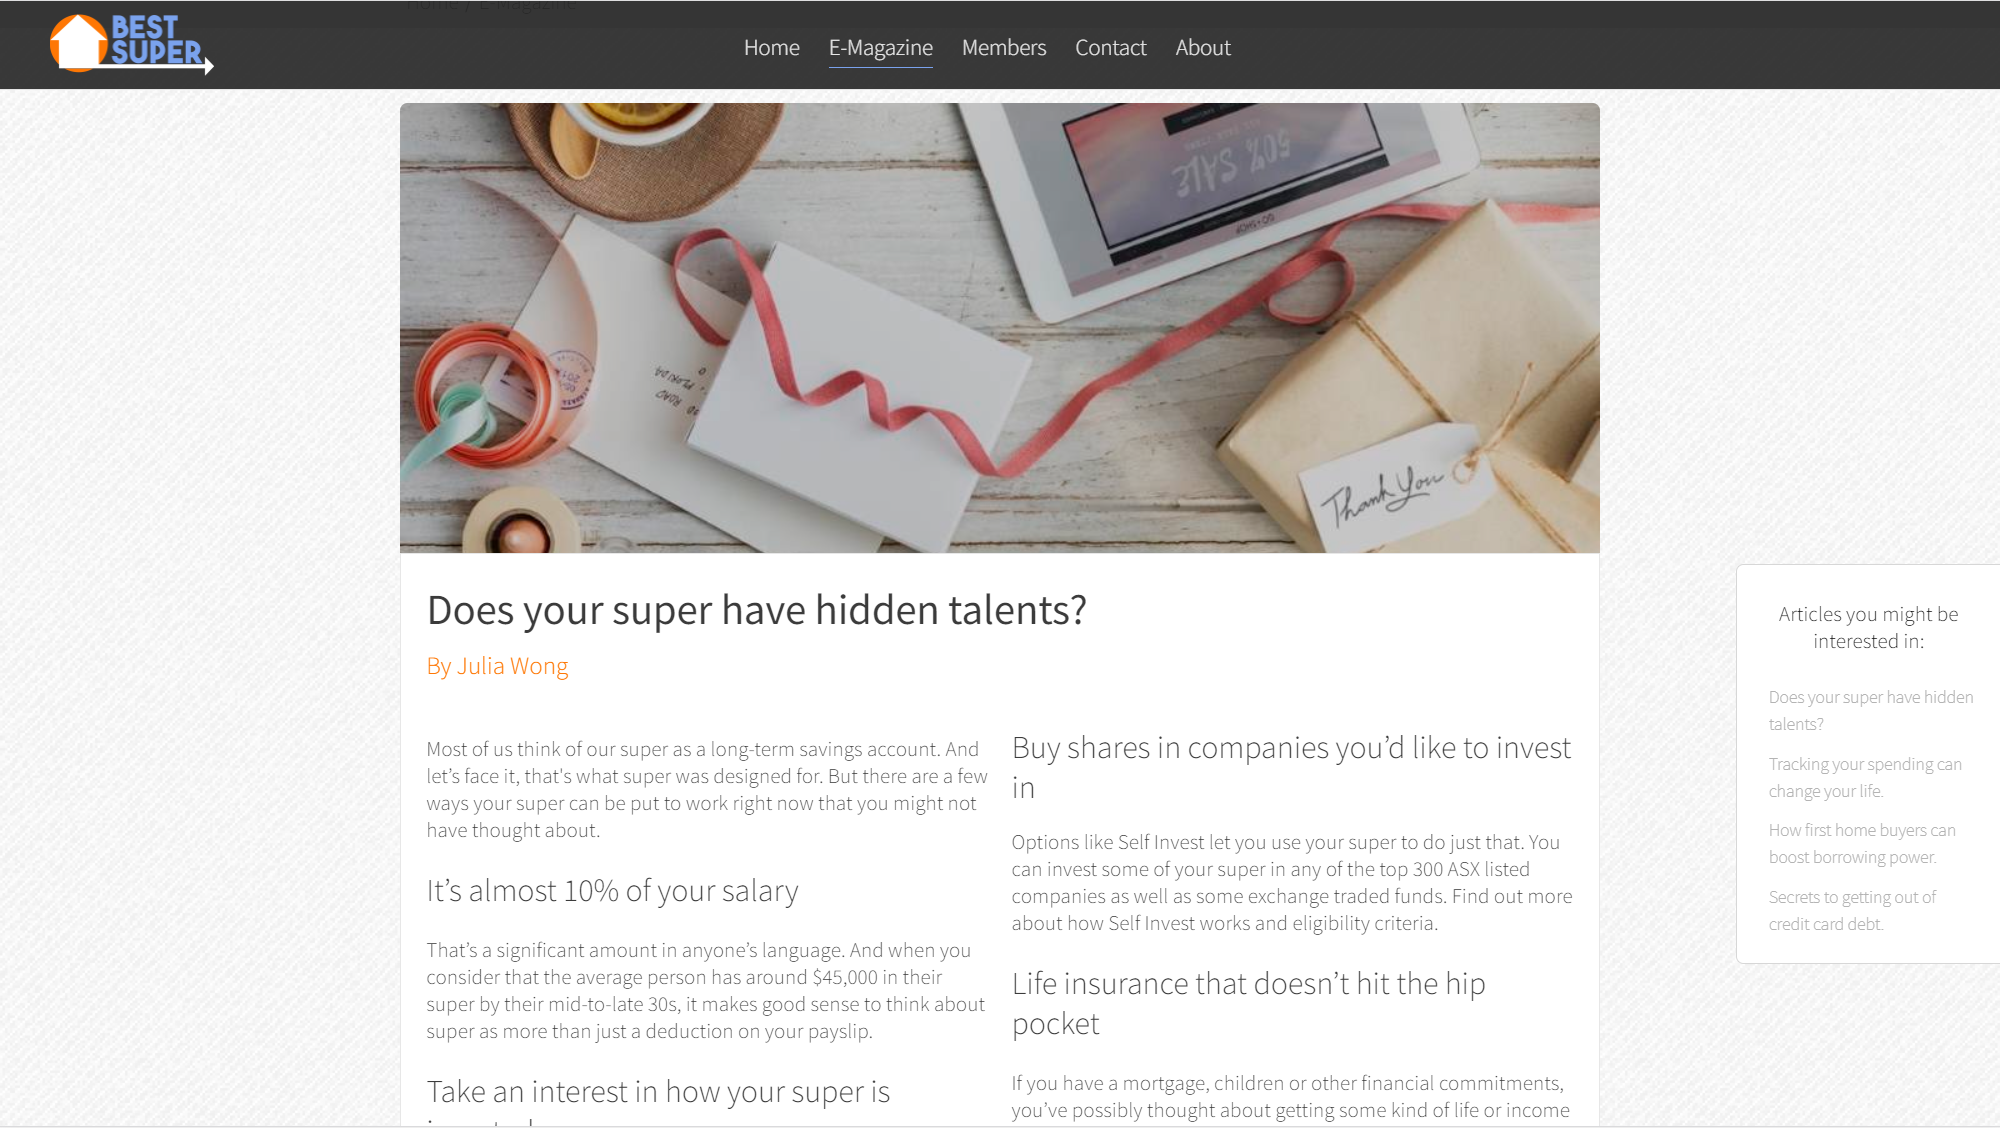 Home / E-Magazine
BEST
SUPER
Home E-Magazine Members Contact About
50% SALE
ROAD
Thank You
Does your super have hidden talents?
By Julia Wong
Most of us think of our super as a long-term savings account. And
let’s face it, that's what super was designed for. But there are a few
ways your super can be put to work right now that you might not
have thought about.
It’s almost 10% of your salary
That’s a significant amount in anyone’s language. And when you
consider that the average person has around $45,000 in their
super by their mid-to-late 30s, it makes good sense to think about
super as more than just a deduction on your payslip.
Take an interest in how your super is
Buy shares in companies you’d like to invest
in
Options like Self Invest let you use your super to do just that. You
can invest some of your super in any of the top 300 ASX listed
companies as well as some exchange traded funds. Find out more
about how Self Invest works and eligibility criteria.
Life insurance that doesn’t hit the hip
pocket
If you have a mortgage, children or other financial commitments,
you’ve possibly thought about getting some kind of life or income
Articles you might be
interested in:
Does your super have hidden
talents?
Tracking your spending can
change your life.
How first home buyers can
boost borrowing power.
Secrets to getting out of
credit card debt.